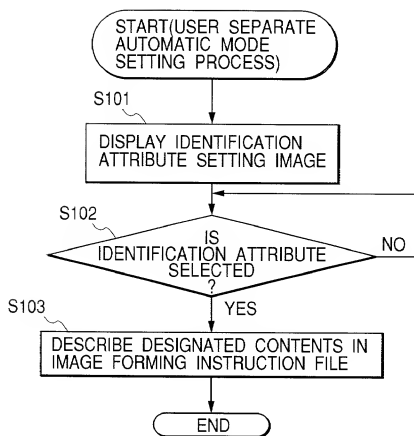 START(USER SEPARATE
AUTOMATIC MODE
SETTING PROCESS)
S101
DISPLAY IDENTIFICATION
ATTRIBUTE SETTING IMAGE
S102
IS
IDENTIFICATION ATTRIBUTE
SELECTED
?
NO
YES
S103
DESCRIBE DESIGNATED CONTENTS IN
IMAGE FORMING INSTRUCTION FILE
END